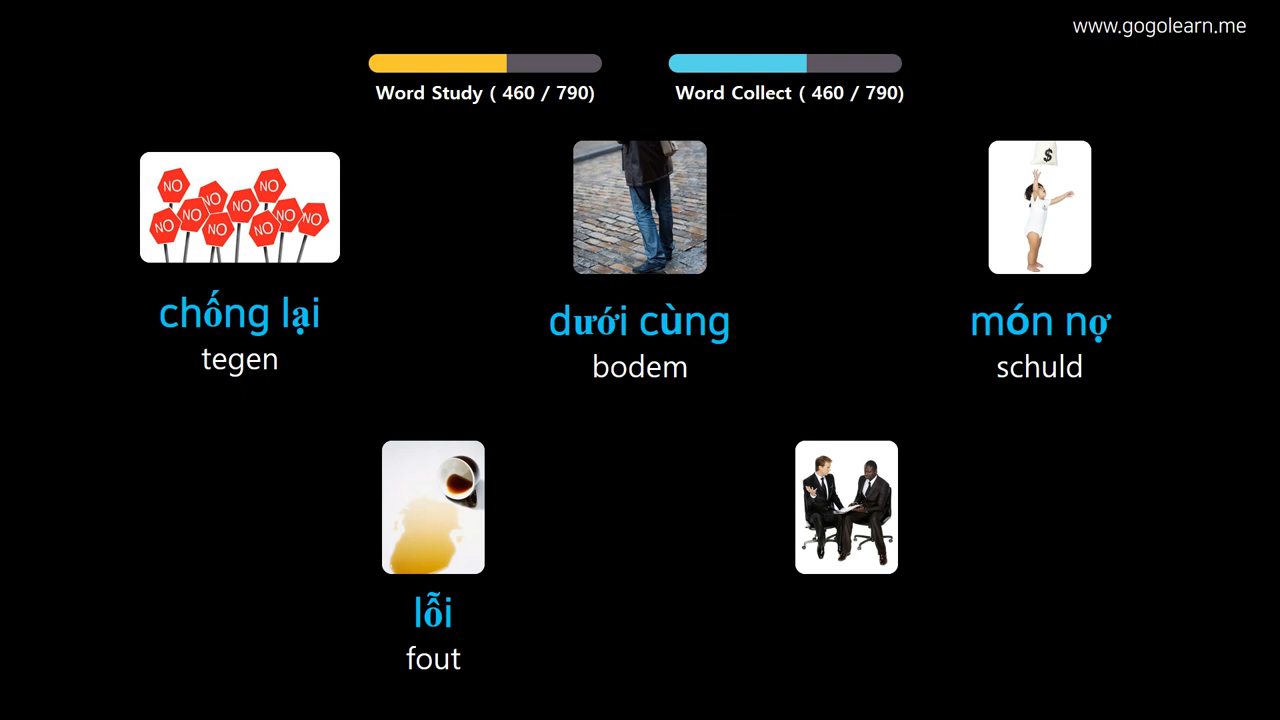 www.gogolearn.me
Word Study ( 460 / 790)
Word Collect ( 460 / 790)
NO NO NO NO NO NO NO NO NO NO
$
chống lại
tegen
dưới cùng
bodem
món nợ
schuld
lỗi
fout